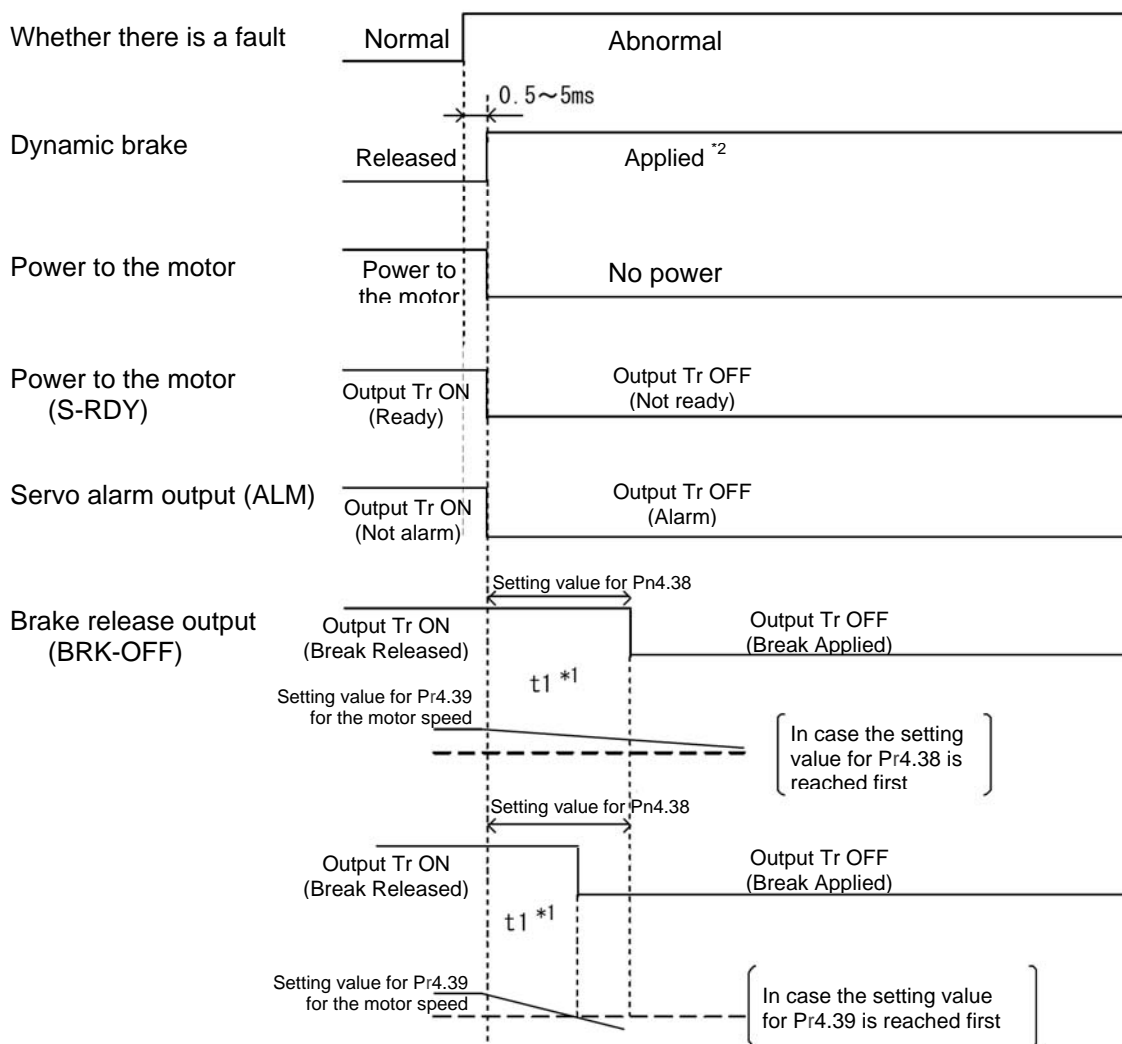 Whether there is a fault
Normal
Abnormal
0.5~5ms
Dynamic brake
Released
Applied *2
Power to the motor
Power to
the motor
No power
Power to the motor
(S-RDY)
Output Tr ON
(Ready)
Output Tr OFF
(Not ready)
Servo alarm output (ALM)
Output Tr ON
(Not alarm)
Output Tr OFF
(Alarm)
Setting value for Pn4.38
Brake release output
(BRK-OFF)
Output Tr ON
(Break Released)
Output Tr OFF
(Break Applied)
t1 *1
Setting value for Pr4.39
for the motor speed
In case the setting
value for Pr4.38 is
reached first
Setting value for Pn4.38
Output Tr ON
(Break Released)
Output Tr OFF
(Break Applied)
t1 *1
Setting value for Pr4.39
for the motor speed
In case the setting value
for Pr4.39 is reached first